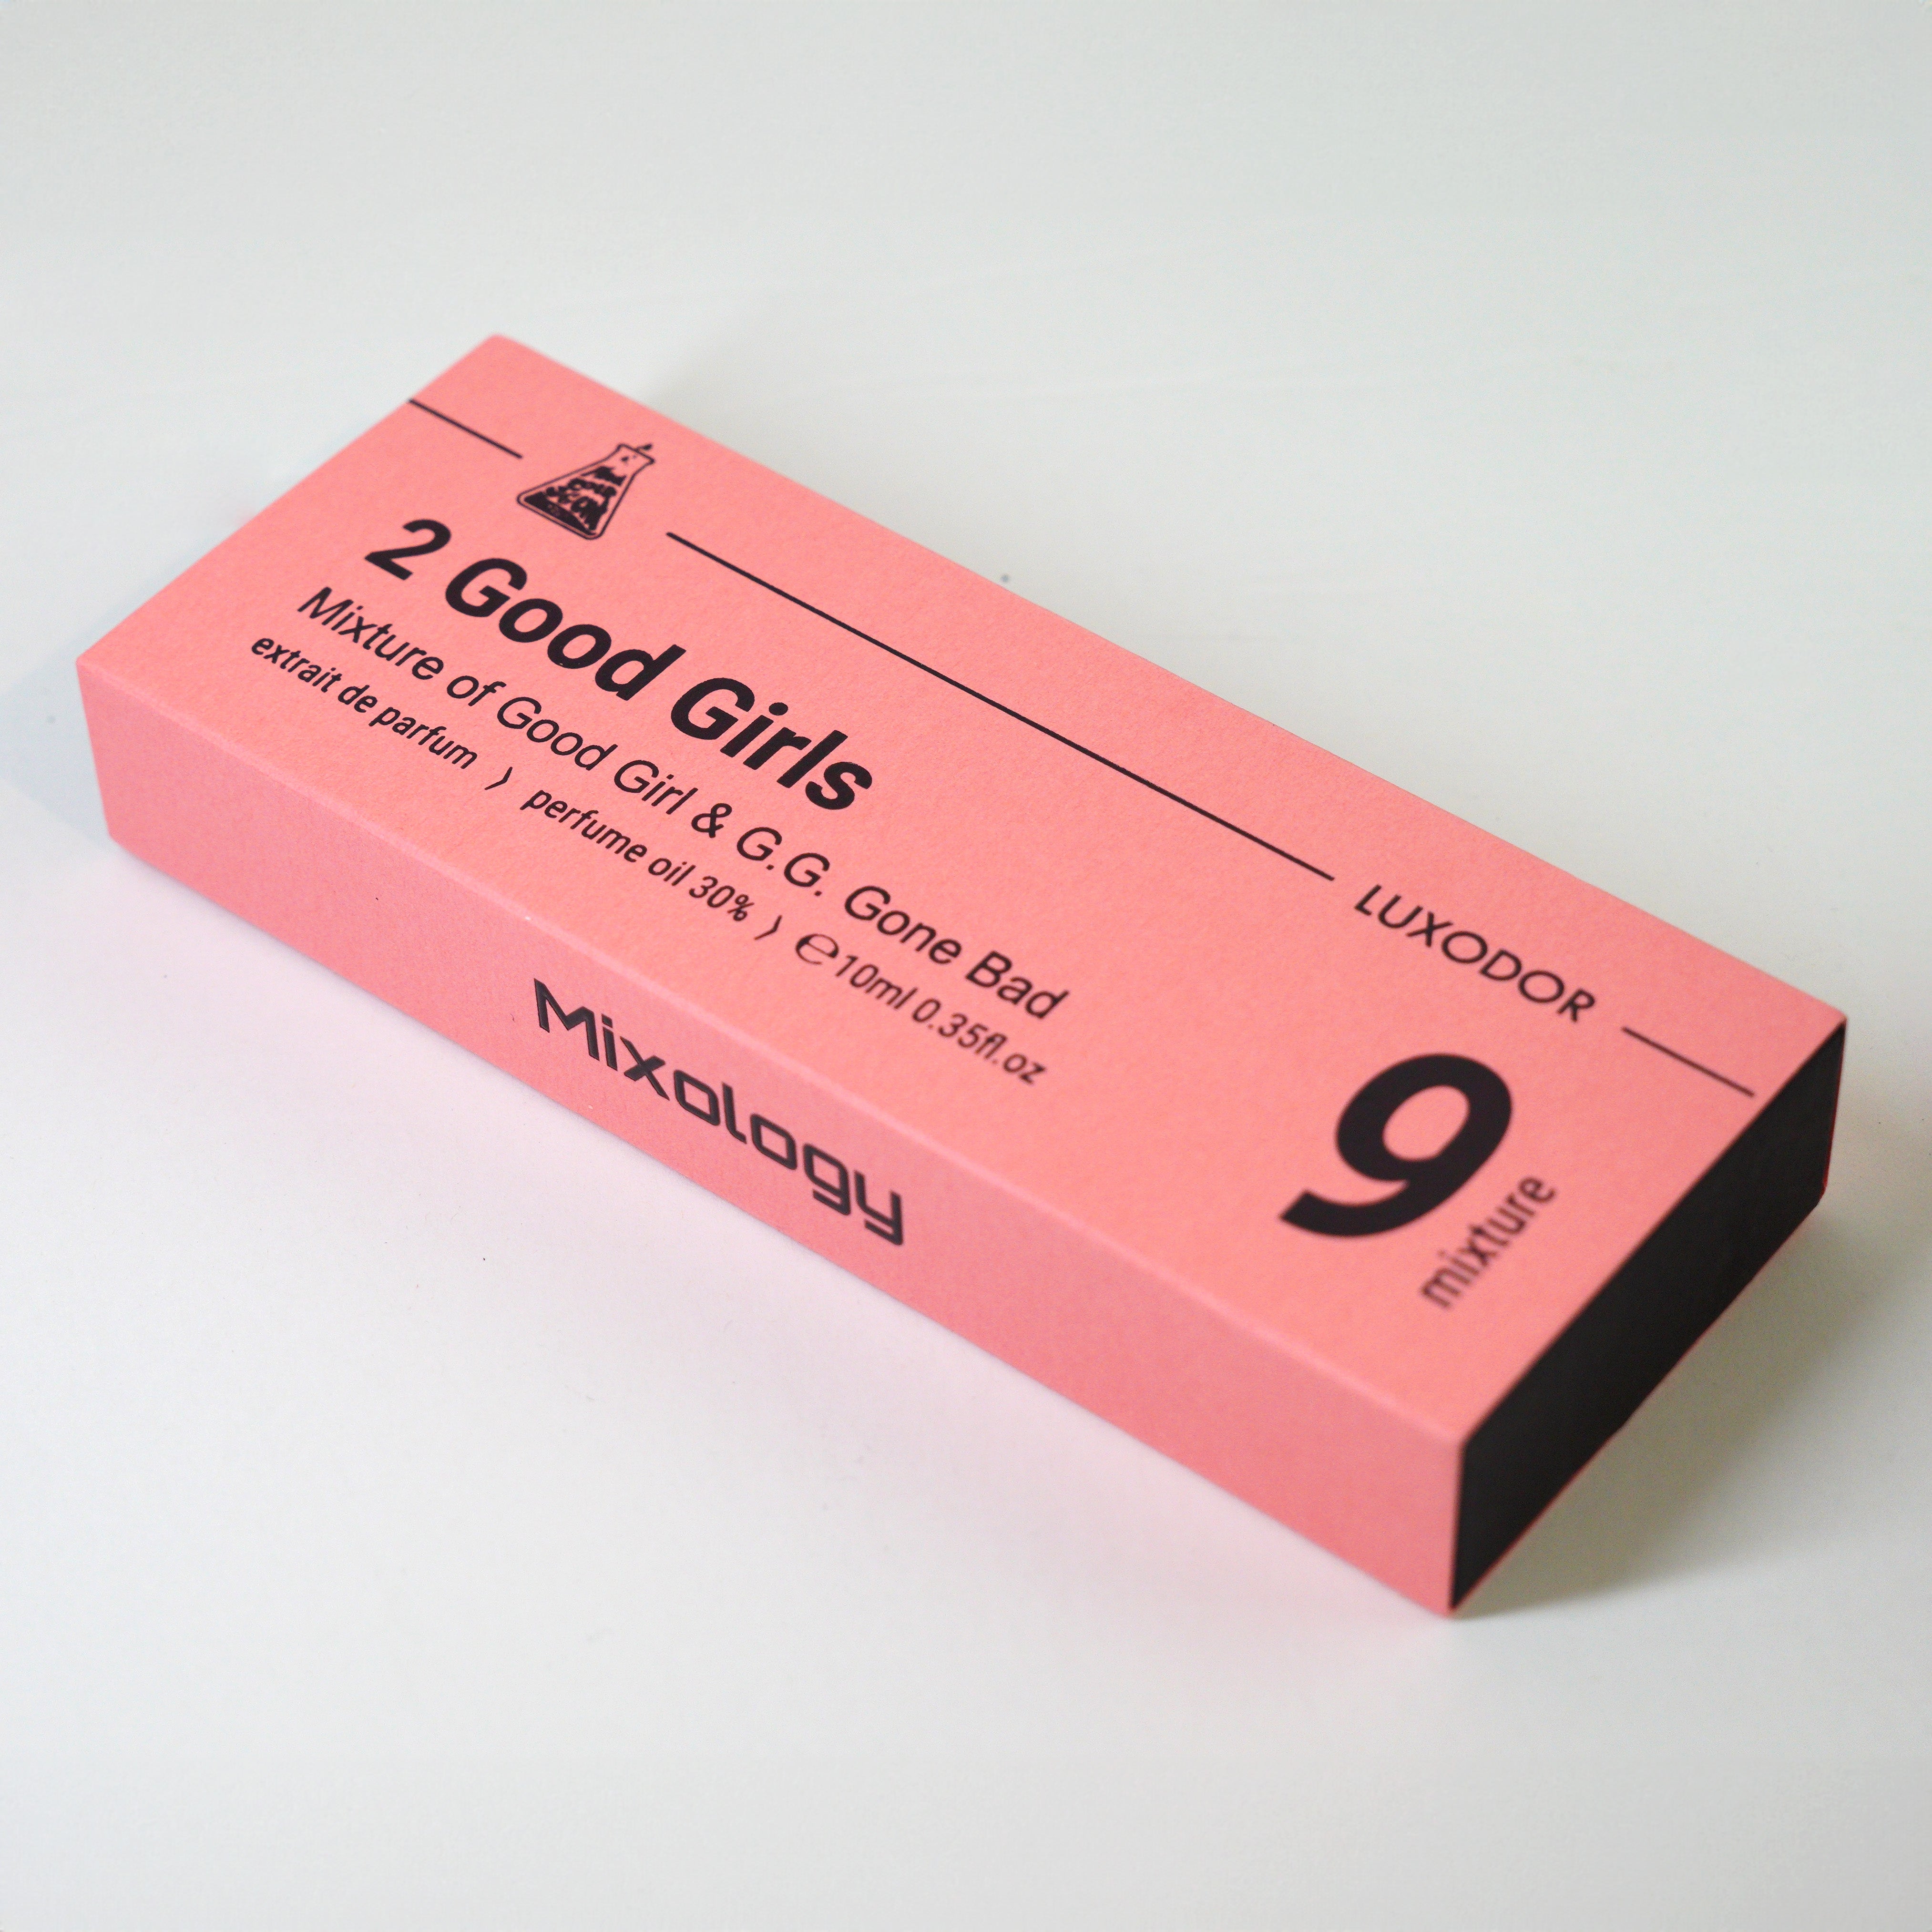 LUXODOR
2 Good Girls
Mixture of Good Girl & G.G. Gone Bad
extrait de parfum 〉 perfume oil 30% 〉 ℮10ml 0.35fl.oz
9
mixture
Mixology